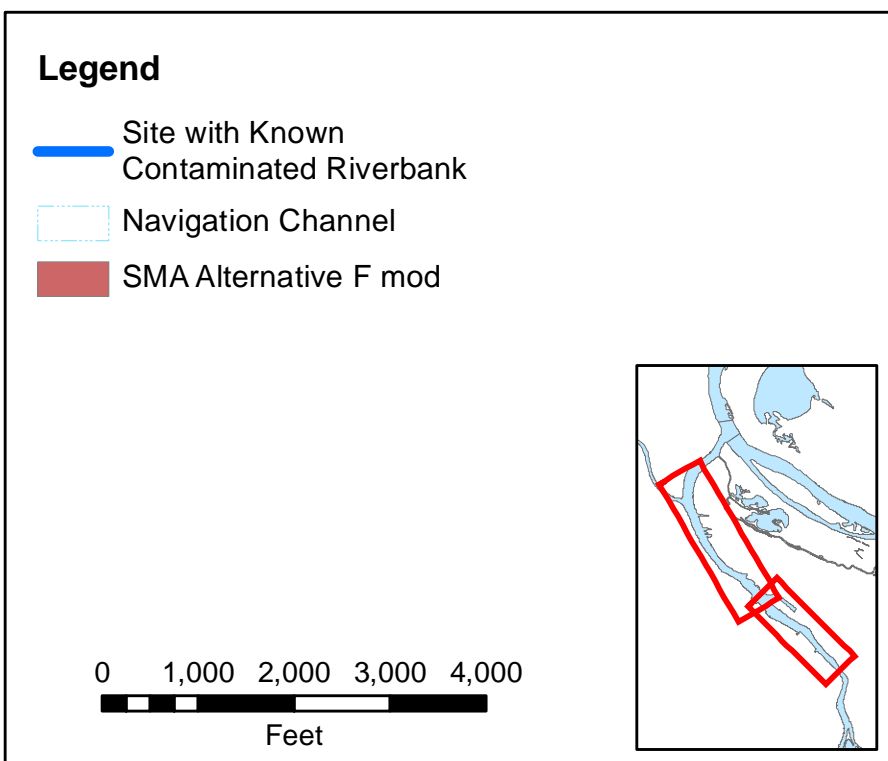 Legend
Site with Known
Contaminated Riverbank
Navigation Channel
SMA Alternative F mod
0 1,000 2,000 3,000 4,000
Feet